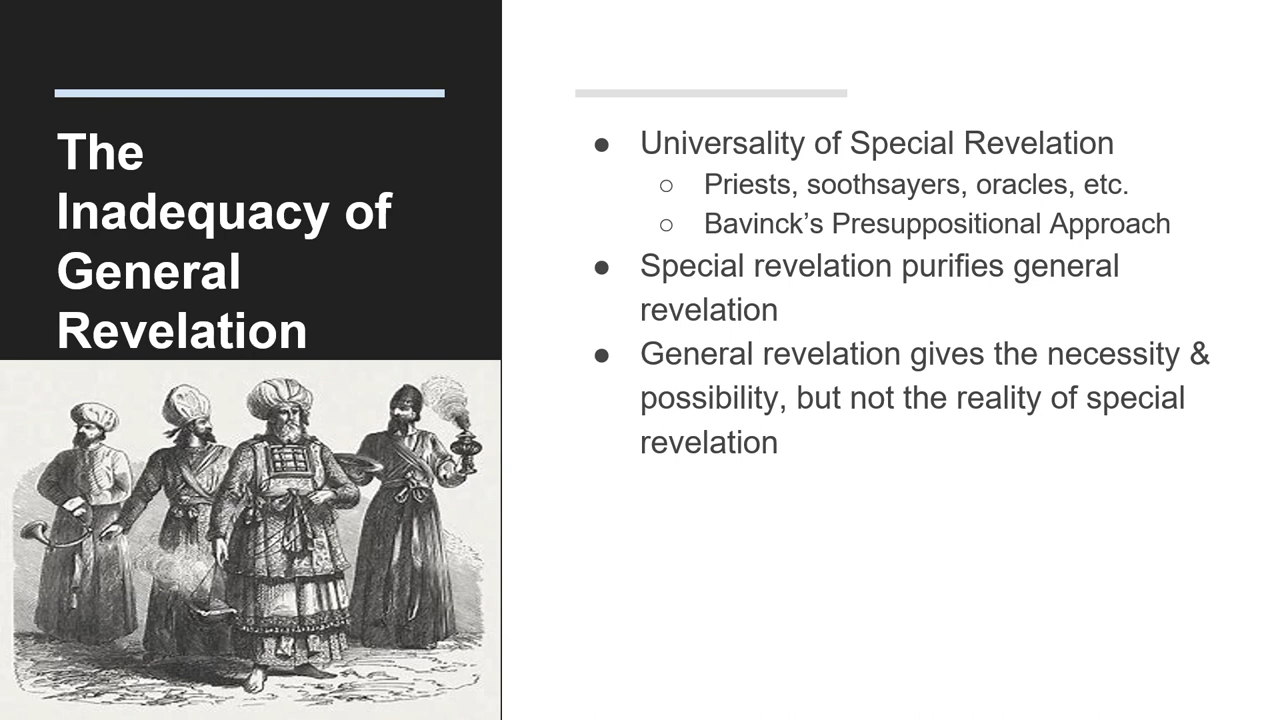 The
Inadequacy of
General
Revelation
● Universality of Special Revelation
○ Priests, soothsayers, oracles, etc.
○ Bavinck’s Presuppositional Approach
● Special revelation purifies general
revelation
● General revelation gives the necessity &
possibility, but not the reality of special
revelation